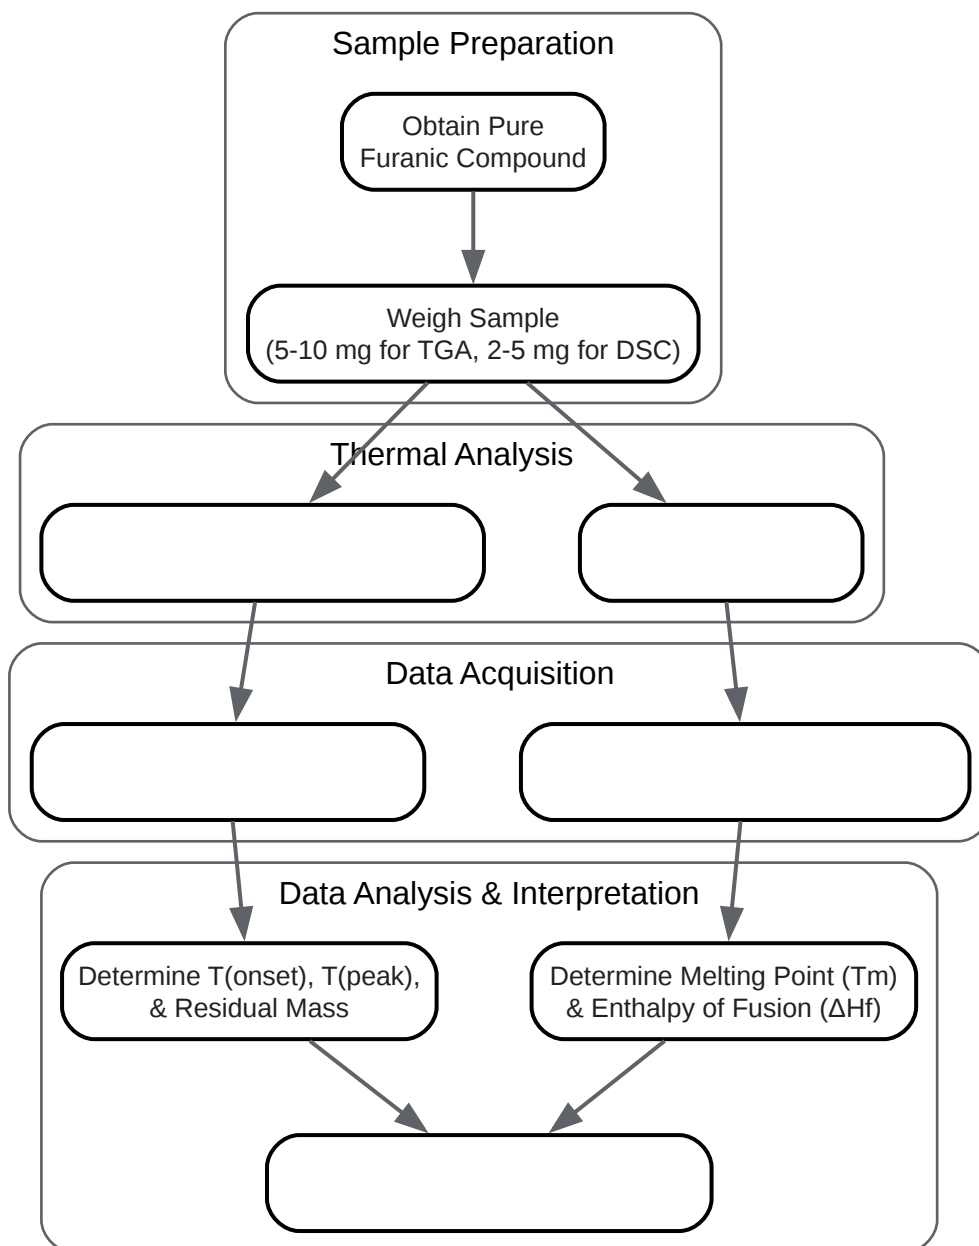 Sample Preparation
Obtain Pure
Furanic Compound
Weigh Sample
(5-10 mg for TGA, 2-5 mg for DSC)
Thermal Analysis
Data Acquisition
Data Analysis & Interpretation
Determine T(onset), T(peak),
& Residual Mass
Determine Melting Point (Tm)
& Enthalpy of Fusion (ΔHf)